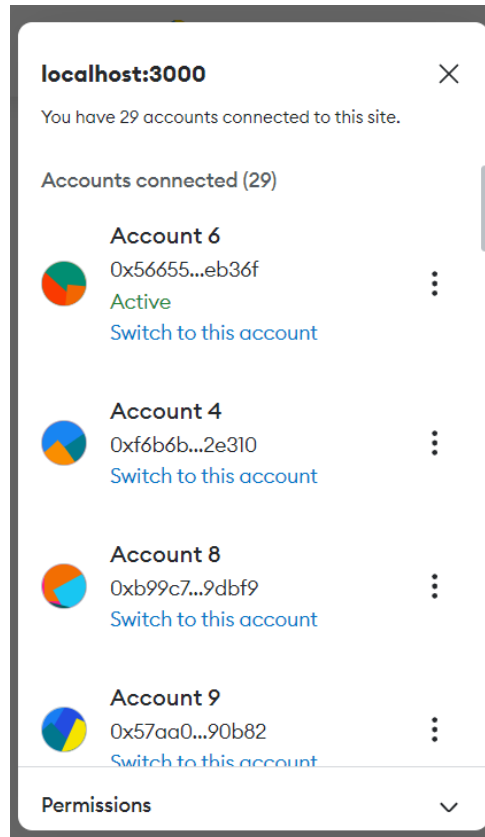 localhost:3000
You have 29 accounts connected to this site.
Accounts connected (29)
Account 6
0x56655...eb36f
Active
Switch to this account
Account 4
0xf6b6b...2e310
Switch to this account
Account 8
0xb99c7...9dbf9
Switch to this account
Account 9
0x57aa0...90b82
Switch to this account
Permissions